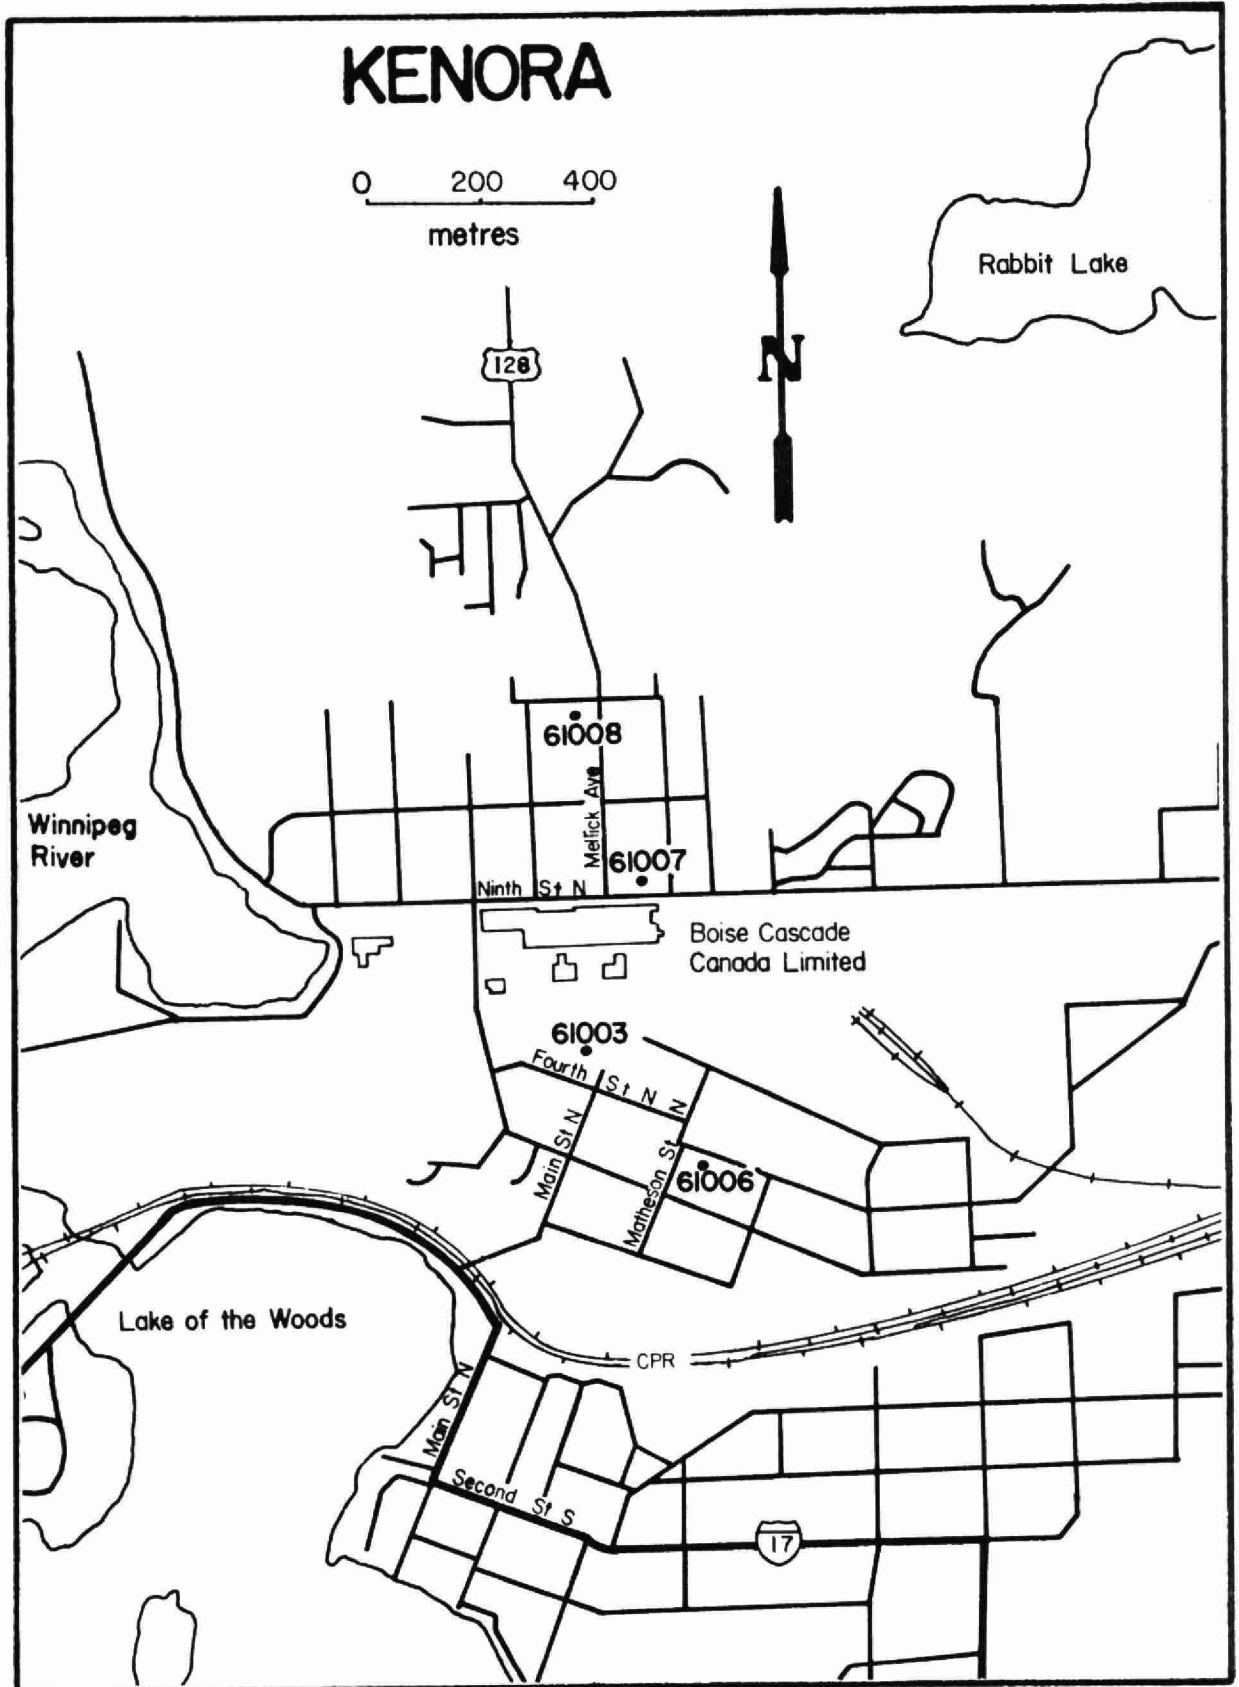 KENORA
0 200 400
metres
Rabbit Lake
N
128
61008
Mellick Ave
Winnipeg
River
61007
Ninth St N
Boise Cascade
Canada Limited
61003
Fourth St N
Main St N
Matheson St N
61006
Lake of the Woods
CPR
Main St N
Second St S
17